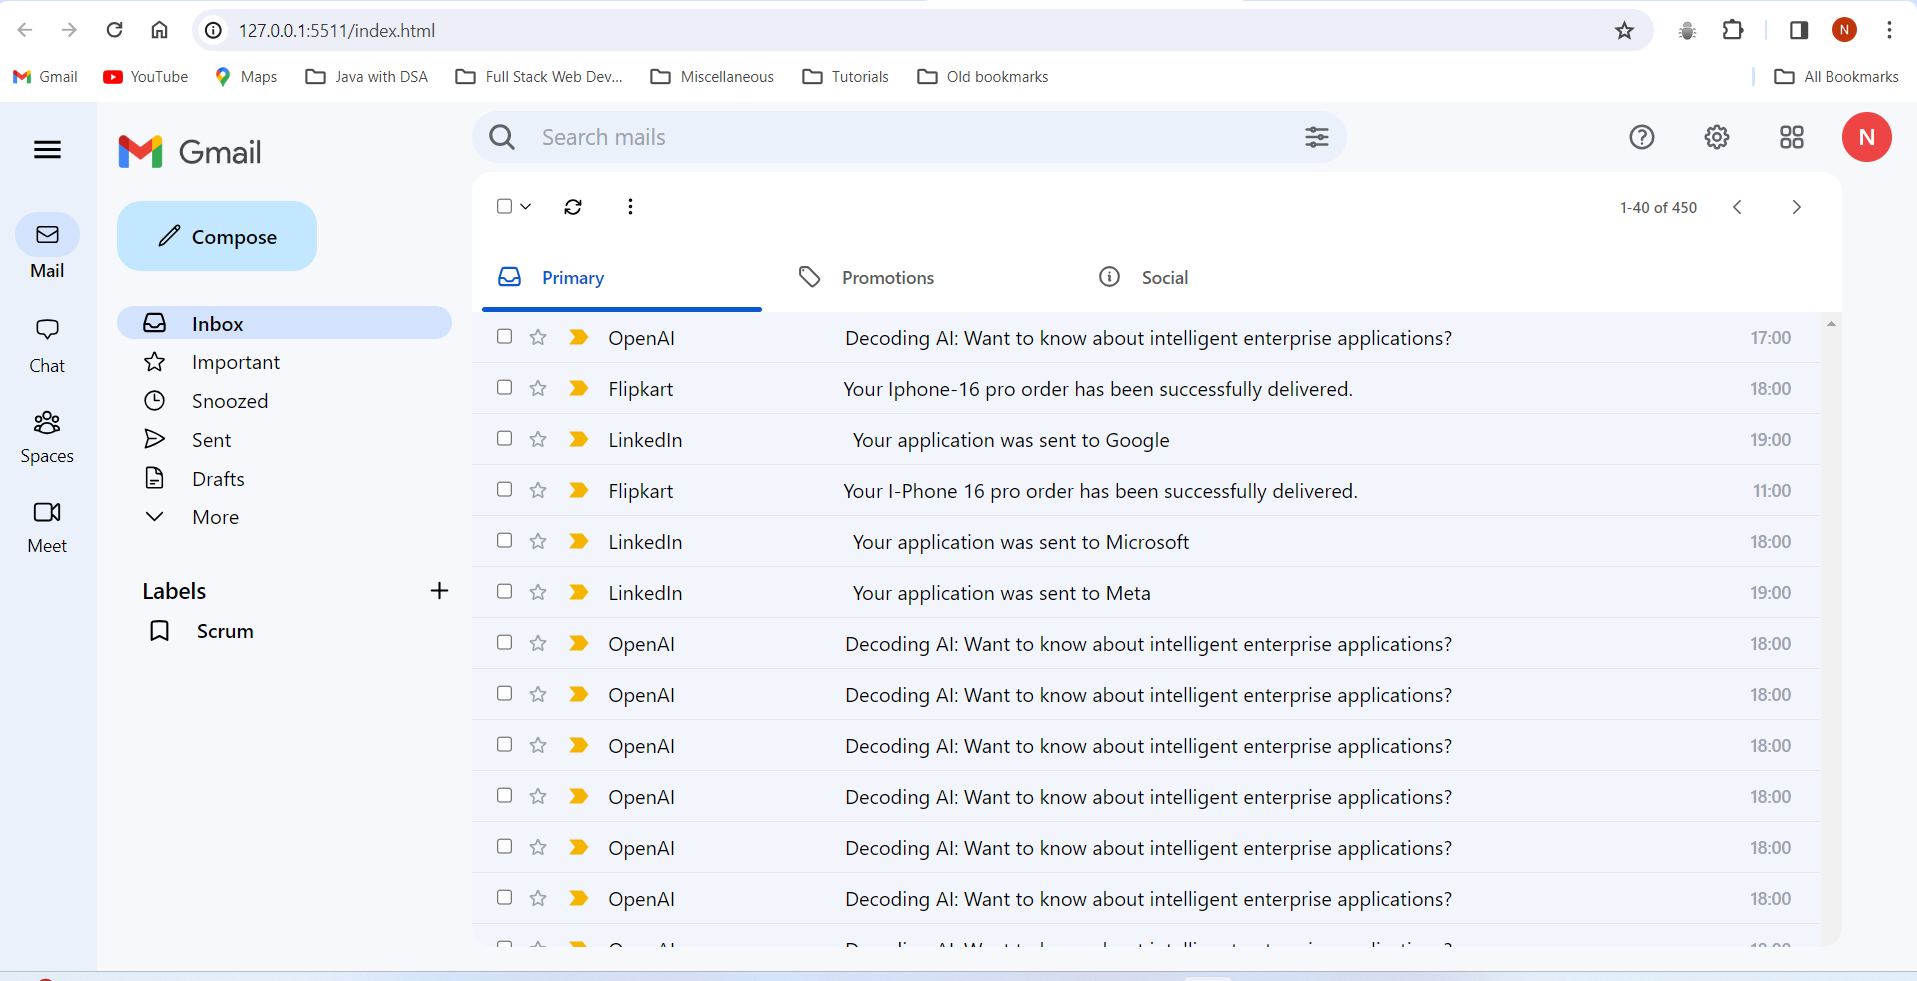 127.0.0.1:5511/index.html
N
Gmail
YouTube
Maps
Java with DSA
Full Stack Web Dev...
Miscellaneous
Tutorials
Old bookmarks
All Bookmarks
Gmail
Search mails
N
Mail
Chat
Spaces
Meet
Compose
Inbox
Important
Snoozed
Sent
Drafts
More
Labels
Scrum
1-40 of 450
Primary
Promotions
Social
OpenAI Decoding AI: Want to know about intelligent enterprise applications? 17:00
Flipkart Your Iphone-16 pro order has been successfully delivered. 18:00
LinkedIn Your application was sent to Google 19:00
Flipkart Your I-Phone 16 pro order has been successfully delivered. 11:00
LinkedIn Your application was sent to Microsoft 18:00
LinkedIn Your application was sent to Meta 19:00
OpenAI Decoding AI: Want to know about intelligent enterprise applications? 18:00
OpenAI Decoding AI: Want to know about intelligent enterprise applications? 18:00
OpenAI Decoding AI: Want to know about intelligent enterprise applications? 18:00
OpenAI Decoding AI: Want to know about intelligent enterprise applications? 18:00
OpenAI Decoding AI: Want to know about intelligent enterprise applications? 18:00
OpenAI Decoding AI: Want to know about intelligent enterprise applications? 18:00